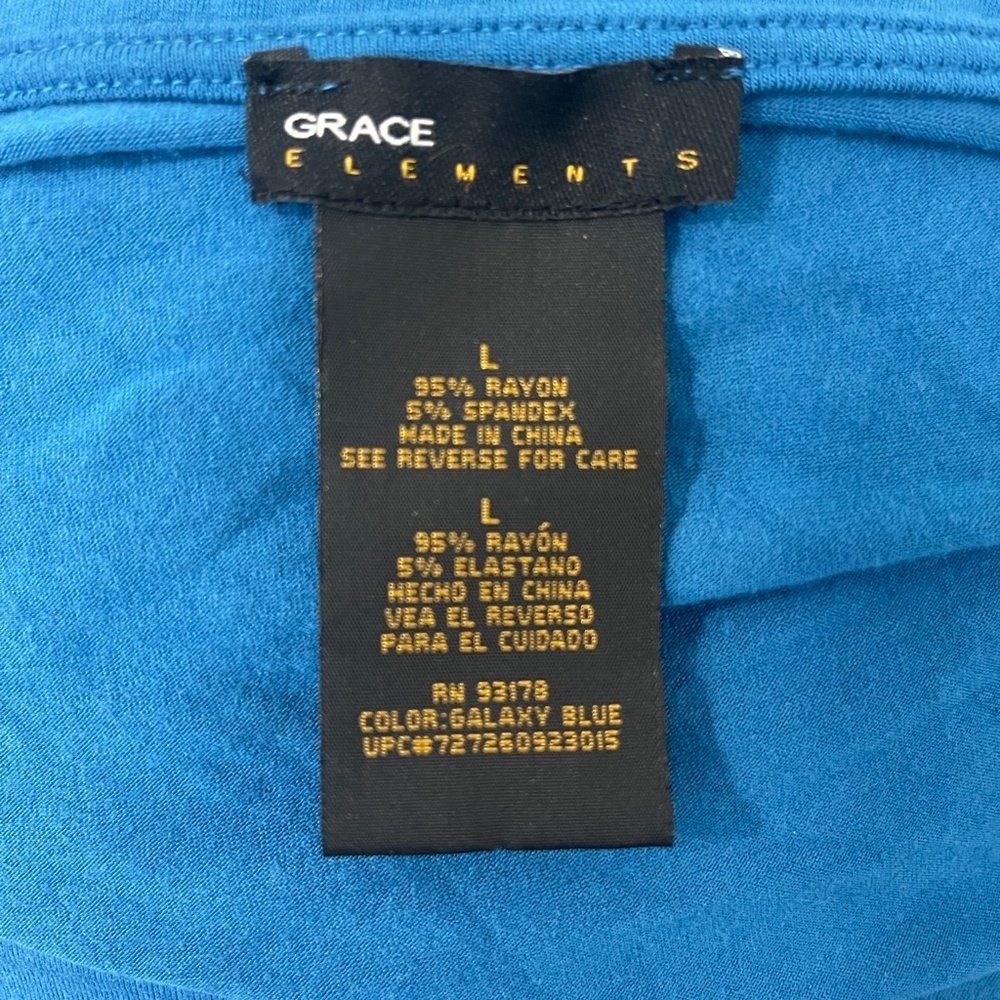 GRACE
ELEMENTS
L
95% RAYON
5% SPANDEX
MADE IN CHINA
SEE REVERSE FOR CARE
L
95% RAYÓN
5% ELASTANO
HECHO EN CHINA
VEA EL REVERSO
PARA EL CUIDADO
RN 93178
COLOR:GALAXY BLUE
UPC#727260923015